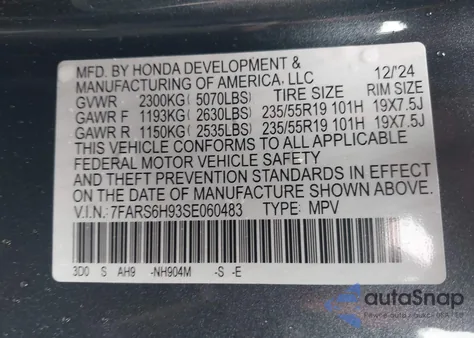 MFD. BY HONDA DEVELOPMENT &
MANUFACTURING OF AMERICA, LLC 12/'24
GVWR 2300KG (5070LBS) TIRE SIZE RIM SIZE
GAWR F 1193KG (2630LBS) 235/55R19 101H 19X7.5J
GAWR R 1150KG (2535LBS) 235/55R19 101H 19X7.5J
THIS VEHICLE CONFORMS TO ALL APPLICABLE
FEDERAL MOTOR VEHICLE SAFETY
AND THEFT PREVENTION STANDARDS IN EFFECT
ON THE DATE OF MANUFACTURE SHOWN ABOVE.
V.I.N.:7FARS6H93SE060483 TYPE: MPV
3D0 S AH9 -NH904M -S -E
autoSnap